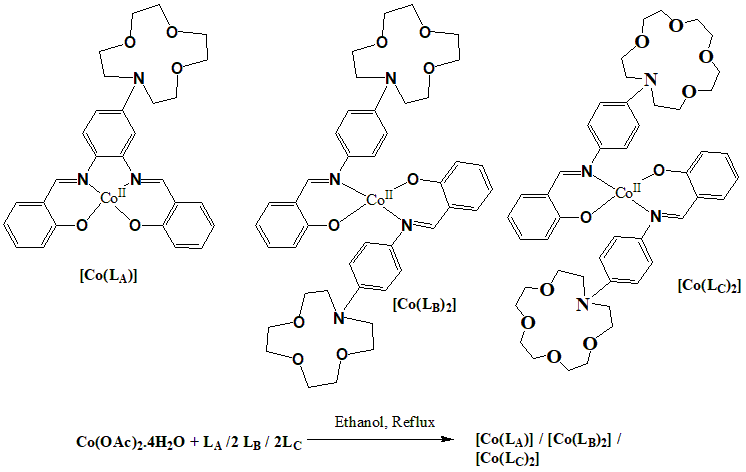 O
O
O
N
N
N
Co^II
O
O
[Co(L_A)]
O
O
O
N
N
O
Co^II
O
N
O
N
O
O
[Co(L_B)_2]
O
O
O
O
N
N
O
Co^II
O
N
O
N
O
O
O
[Co(L_C)_2]
Ethanol, Reflux
Co(OAc)_2.4H_2O + L_A /2 L_B / 2L_C
[Co(L_A)] / [Co(L_B)_2] /
[Co(L_C)_2]